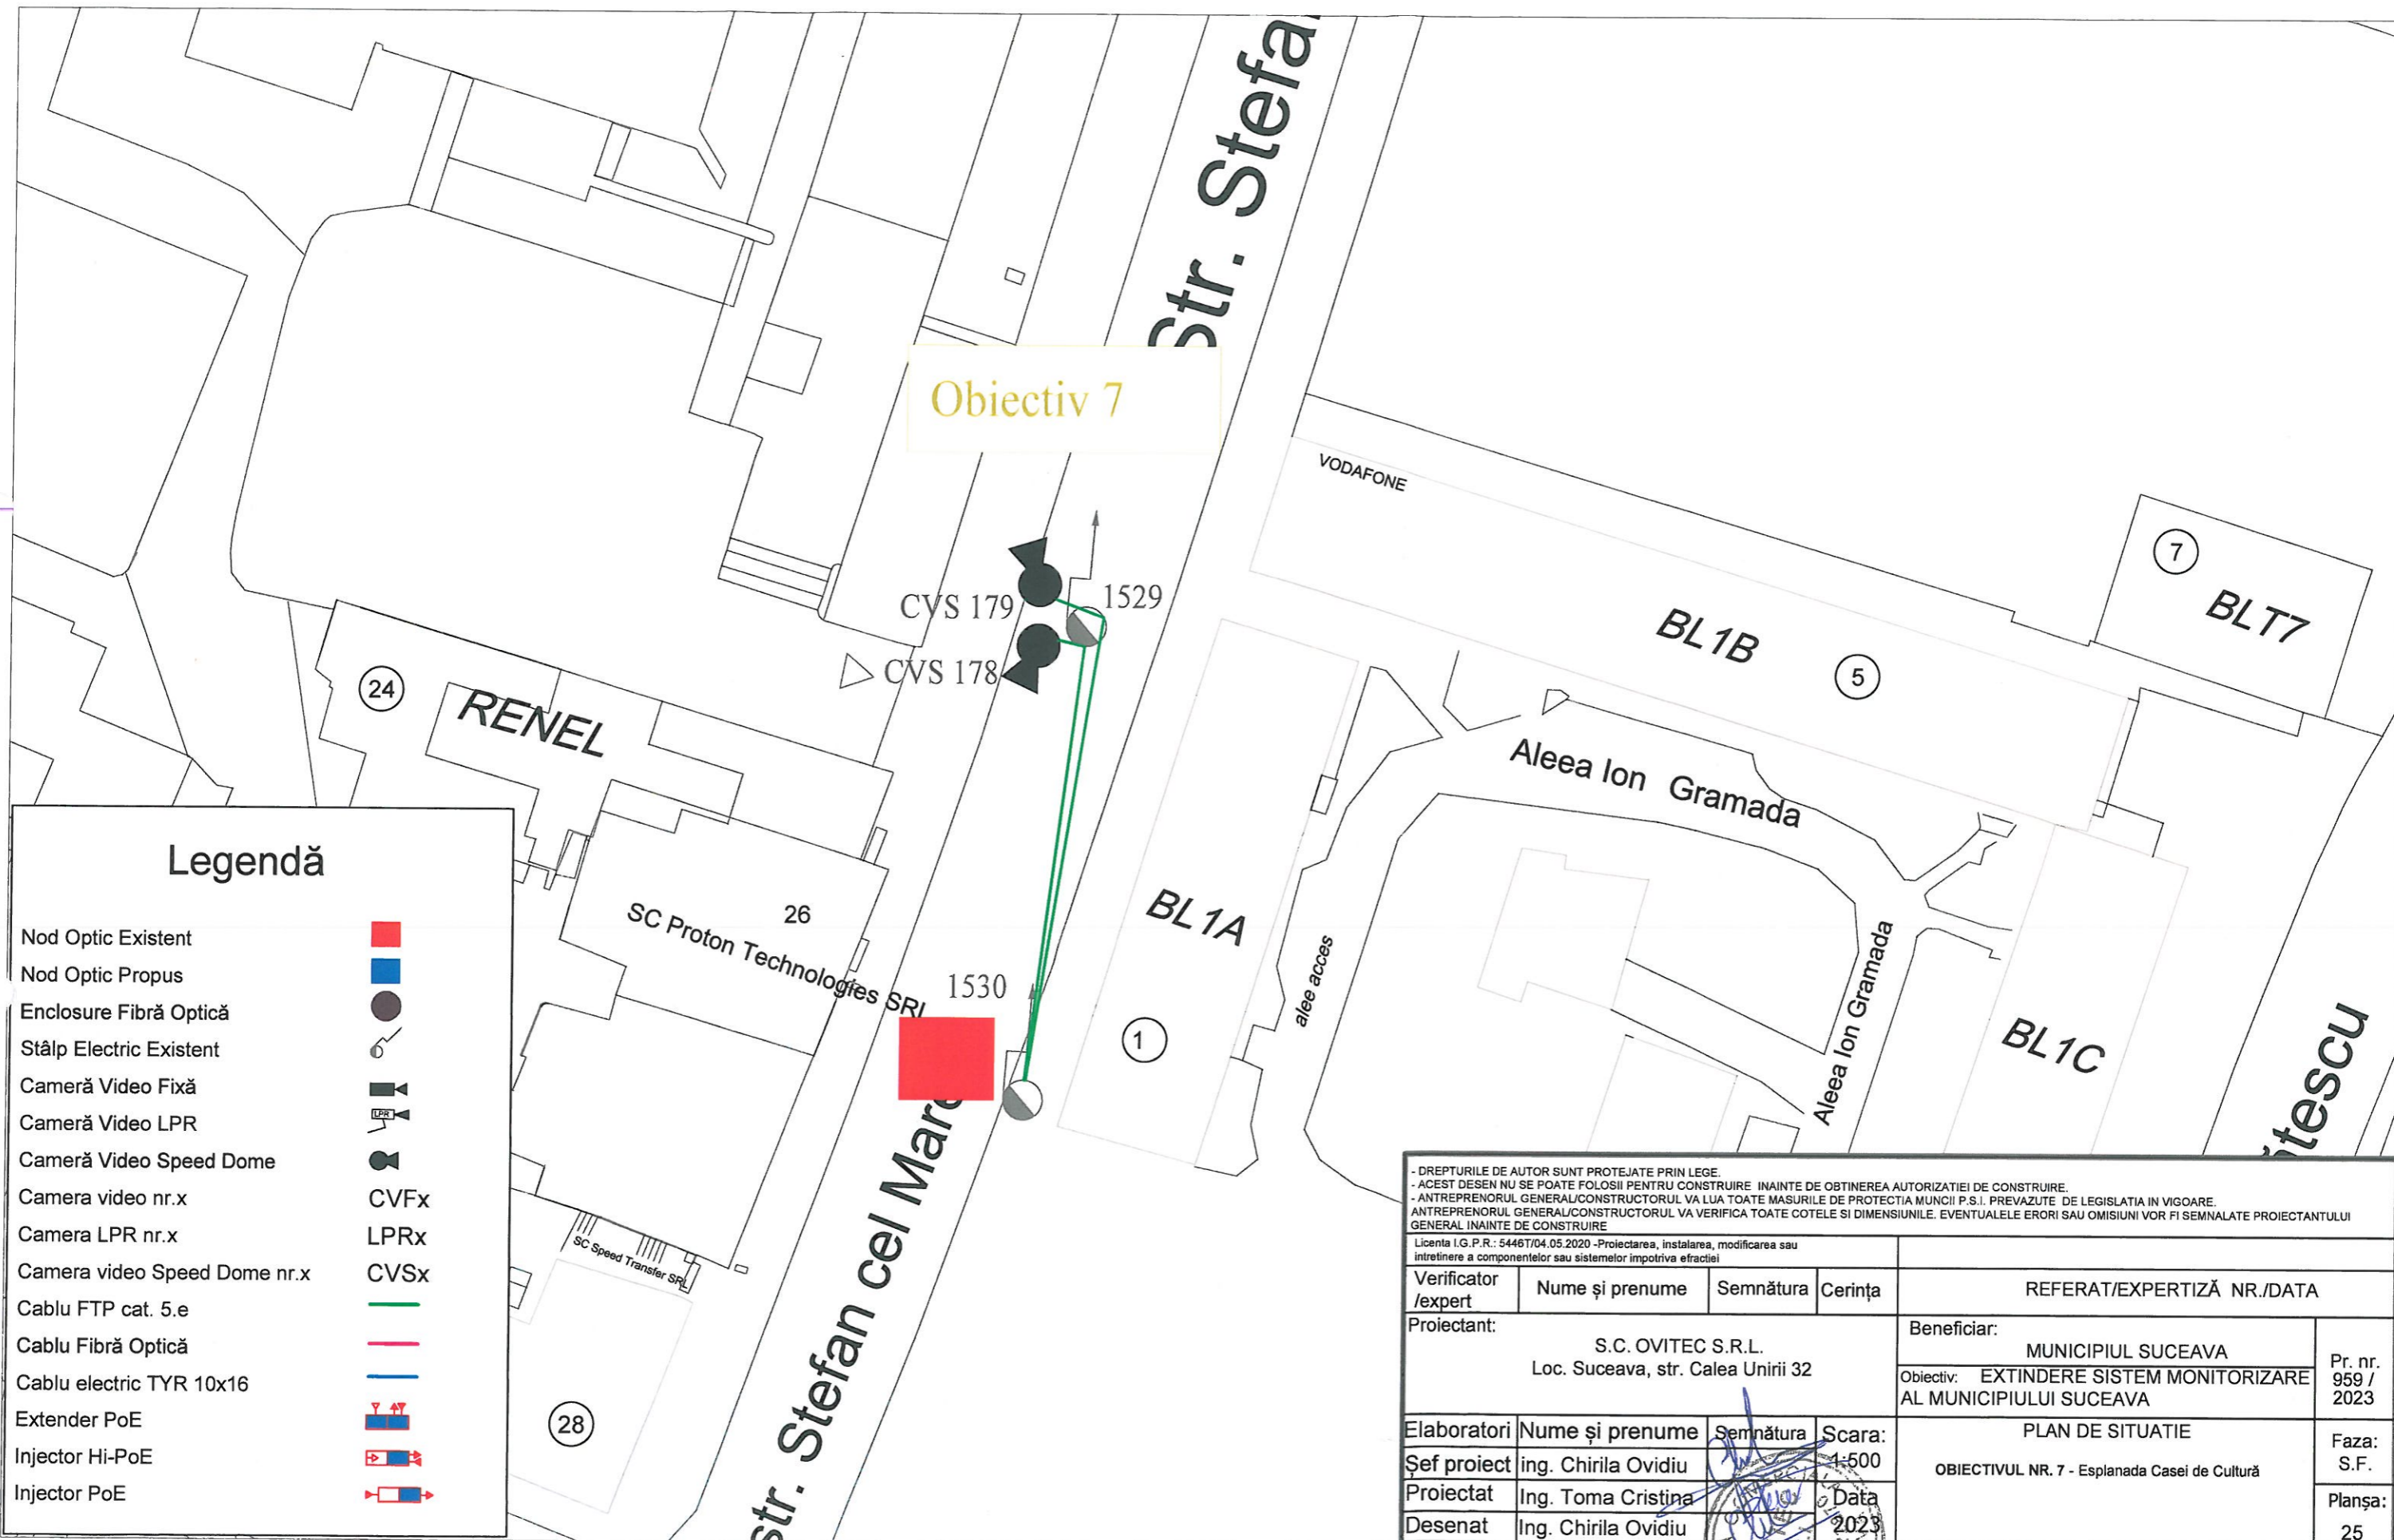 Str. Stefa
Obiectiv 7
VODAFONE
7
BLT7
CVS 179
1529
BL1B
5
CVS 178
24
RENEL
Aleea Ion Gramada
26
SC Proton Technologies SRL
BL1A
1530
alee acces
Aleea Ion Gramada
1
BL1C
itescu
str. Stefan cel Mare
SC Speed Transfer SRL
28
Legendă
Nod Optic Existent
Nod Optic Propus
Enclosure Fibră Optică
Stâlp Electric Existent
Cameră Video Fixă
Cameră Video LPR
LPR
Cameră Video Speed Dome
Camera video nr.x CVFx
Camera LPR nr.x LPRx
Camera video Speed Dome nr.x CVSx
Cablu FTP cat. 5.e
Cablu Fibră Optică
Cablu electric TYR 10x16
Extender PoE
Injector Hi-PoE
Injector PoE
- DREPTURILE DE AUTOR SUNT PROTEJATE PRIN LEGE.
- ACEST DESEN NU SE POATE FOLOSII PENTRU CONSTRUIRE INAINTE DE OBTINEREA AUTORIZATIEI DE CONSTRUIRE.
- ANTREPRENORUL GENERAL/CONSTRUCTORUL VA LUA TOATE MASURILE DE PROTECTIA MUNCII P.S.I. PREVAZUTE DE LEGISLATIA IN VIGOARE.
ANTREPRENORUL GENERAL/CONSTRUCTORUL VA VERIFICA TOATE COTELE SI DIMENSIUNILE. EVENTUALELE ERORI SAU OMISIUNI VOR FI SEMNALATE PROIECTANTULUI
GENERAL INAINTE DE CONSTRUIRE
Licenta I.G.P.R.: 5446T/04.05.2020 -Proiectarea, instalarea, modificarea sau
intretinere a componentelor sau sistemelor impotriva efractiei
Verificator
/expert
Nume și prenume
Semnătura
Cerința
REFERAT/EXPERTIZĂ NR./DATA
Proiectant:
S.C. OVITEC S.R.L.
Loc. Suceava, str. Calea Unirii 32
Beneficiar:
MUNICIPIUL SUCEAVA
Obiectiv: EXTINDERE SISTEM MONITORIZARE
AL MUNICIPIULUI SUCEAVA
Pr. nr.
959 /
2023
Elaboratori Nume și prenume Semnătura Scara:
Șef proiect ing. Chirila Ovidiu 1:500
Proiectat Ing. Toma Cristina Data
Desenat Ing. Chirila Ovidiu 2023
PLAN DE SITUATIE
OBIECTIVUL NR. 7 - Esplanada Casei de Cultură
Faza:
S.F.
Planșa:
25